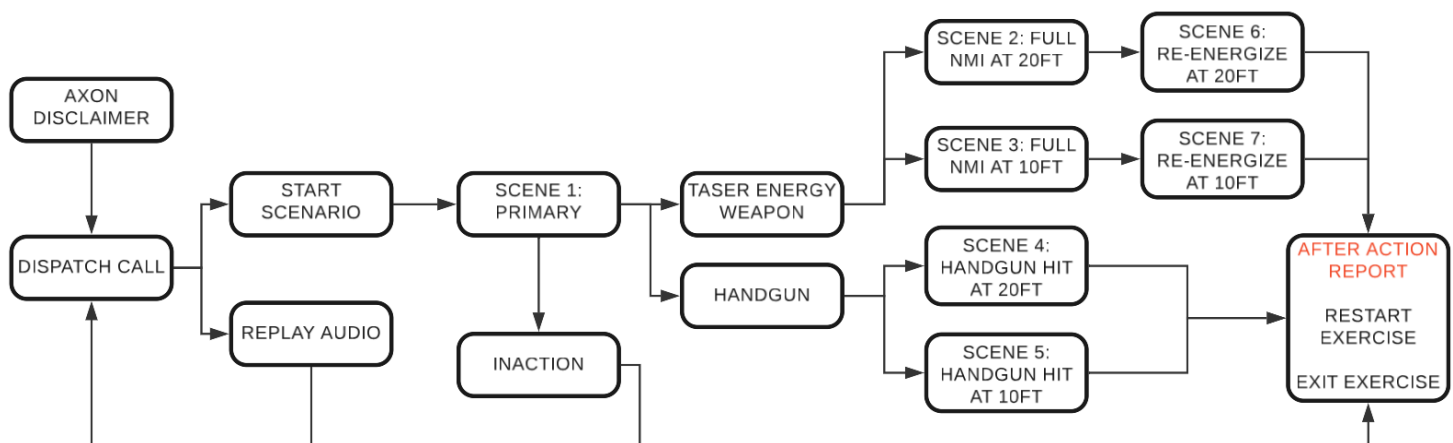 AXON
DISCLAIMER
DISPATCH CALL
START
SCENARIO
REPLAY AUDIO
SCENE 1:
PRIMARY
INACTION
TASER ENERGY
WEAPON
HANDGUN
SCENE 2: FULL
NMI AT 20FT
SCENE 3: FULL
NMI AT 10FT
SCENE 4:
HANDGUN HIT
AT 20FT
SCENE 5:
HANDGUN HIT
AT 10FT
SCENE 6:
RE-ENERGIZE
AT 20FT
SCENE 7:
RE-ENERGIZE
AT 10FT
AFTER ACTION
REPORT
RESTART
EXERCISE
EXIT EXERCISE